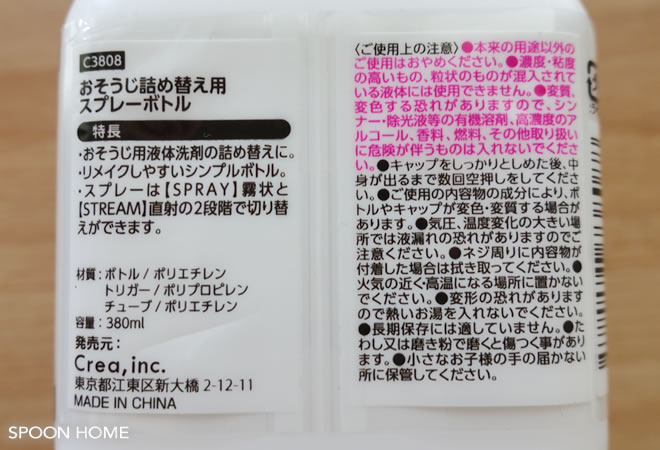 C3808
おそうじ詰め替え用
スプレーボトル
特長
・おそうじ用液体洗剤の詰め替えに。
・リメイクしやすいシンプルボトル。
・スプレーは【SPRAY】霧状と
【STREAM】直射の2段階で切り替
えができます。
材質：ボトル／ポリエチレン
トリガー／ポリプロピレン
チューブ／ポリエチレン
容量：380ml
発売元：
Crea,inc.
東京都江東区新大橋 2-12-11
MADE IN CHINA
〈ご使用上の注意〉●本来の用途以外の
ご使用はおやめください。●濃度・粘度
の高いもの、粒状のものが混入されて
いる液体には使用できません。●変質、
変色する恐れがありますので、シン
ナー・除光液等の有機溶剤、高濃度のア
ルコール、香料、燃料、その他取り扱い
に危険が伴うものは入れないでくださ
い。●キャップをしっかりとしめた後、中
身が出るまで数回空押しをしてくださ
い。●ご使用の内容物の成分により、ボ
トルやキャップが変色・変質する場合が
あります。●気圧、温度変化の大きい場
所では液漏れの恐れがありますのでご
注意ください。●ネジ周りに内容物が
付着した場合は拭き取ってください。●
火気の近く・高温になる場所に置かない
でください。●変形の恐れがあります
ので熱いお湯を入れないでください。
●長期保存には適していません。●た
わし又は磨き粉で磨くと傷つく事があり
ます。●小さなお子様の手の届かない
所に保管してください。
SPOON HOME